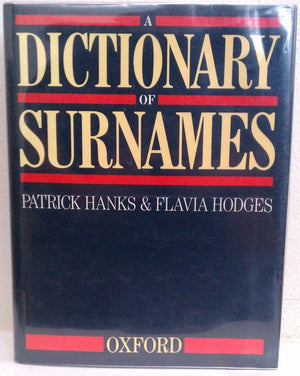 A
DICTIONARY
OF
SURNAMES
PATRICK HANKS & FLAVIA HODGES
OXFORD